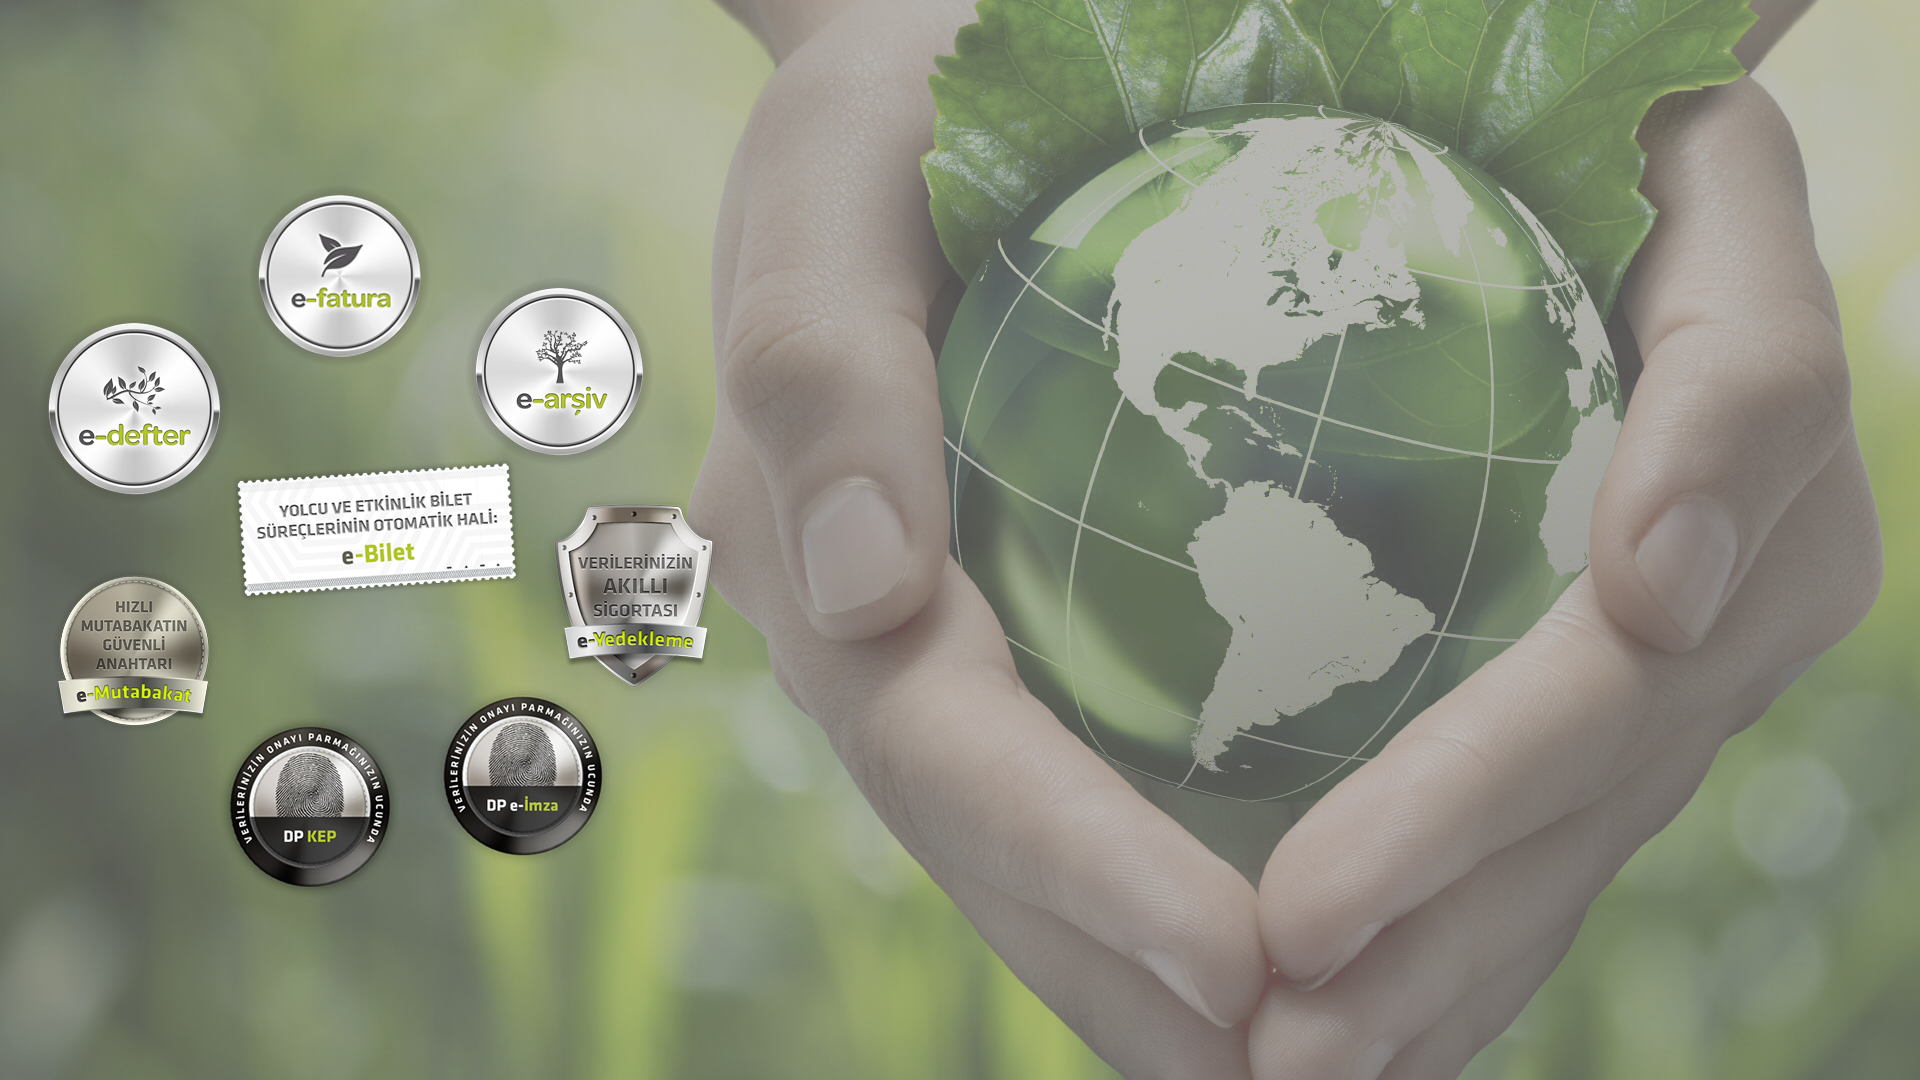 e-fatura
e-arşiv
e-defter
YOLCU VE ETKİNLİK BİLET
SÜREÇLERİNİN OTOMATİK HALİ:
e-Bilet
VERİLERİNİZİN
AKILLI
SİGORTASI
e-Yedekleme
HIZLI
MUTABAKATIN
GÜVENLİ
ANAHTARI
e-Mutabakat
VERİLERİNİZİN ONAYI PARMAĞINIZIN UCUNDA
DP e-İmza
VERİLERİNİZİN ONAYI PARMAĞINIZIN UCUNDA
DP KEP